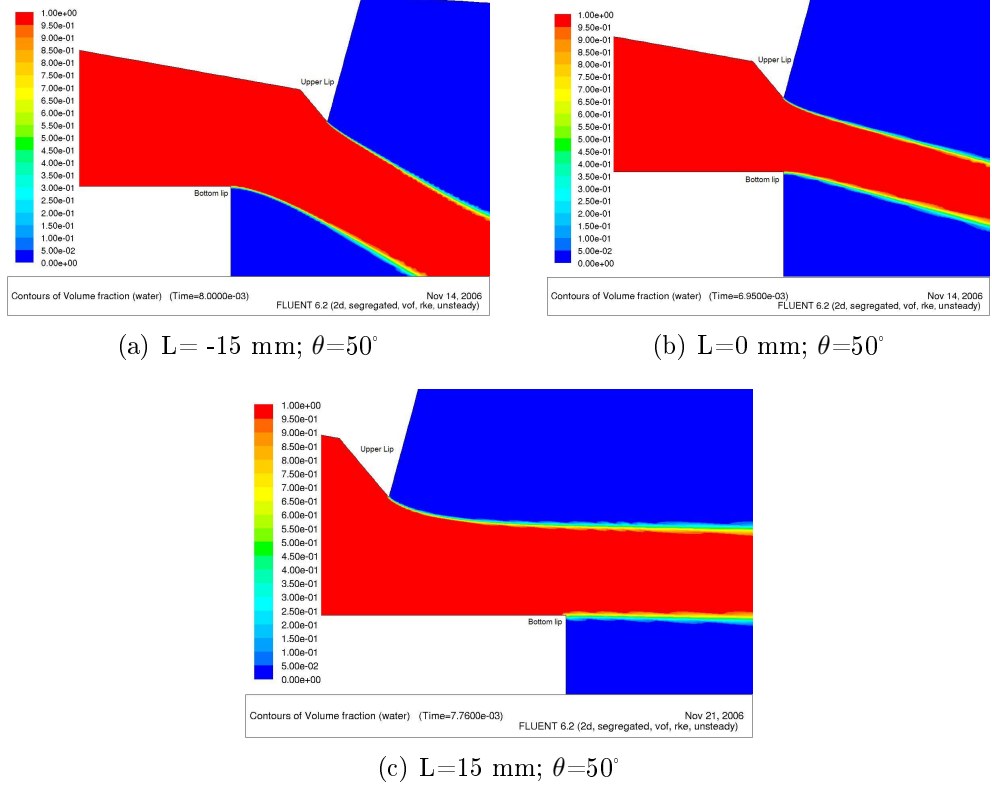 1.00e+00
9.50e-01
9.00e-01
8.50e-01
8.00e-01
7.50e-01
7.00e-01
6.50e-01
6.00e-01
5.50e-01
5.00e-01
4.50e-01
4.00e-01
3.50e-01
3.00e-01
2.50e-01
2.00e-01
1.50e-01
1.00e-01
5.00e-02
0.00e+00
Upper Lip
Bottom lip
Contours of Volume fraction (water) (Time=8.0000e-03) Nov 14, 2006
FLUENT 6.2 (2d, segregated, vof, rke, unsteady)
(a) L= -15 mm; θ=50°
1.00e+00
9.50e-01
9.00e-01
8.50e-01
8.00e-01
7.50e-01
7.00e-01
6.50e-01
6.00e-01
5.50e-01
5.00e-01
4.50e-01
4.00e-01
3.50e-01
3.00e-01
2.50e-01
2.00e-01
1.50e-01
1.00e-01
5.00e-02
0.00e+00
Upper Lip
Bottom lip
Contours of Volume fraction (water) (Time=6.9500e-03) Nov 14, 2006
FLUENT 6.2 (2d, segregated, vof, rke, unsteady)
(b) L=0 mm; θ=50°
1.00e+00
9.50e-01
9.00e-01
8.50e-01
8.00e-01
7.50e-01
7.00e-01
6.50e-01
6.00e-01
5.50e-01
5.00e-01
4.50e-01
4.00e-01
3.50e-01
3.00e-01
2.50e-01
2.00e-01
1.50e-01
1.00e-01
5.00e-02
0.00e+00
Upper Lip
Bottom lip
Contours of Volume fraction (water) (Time=7.7600e-03) Nov 21, 2006
FLUENT 6.2 (2d, segregated, vof, rke, unsteady)
(c) L=15 mm; θ=50°